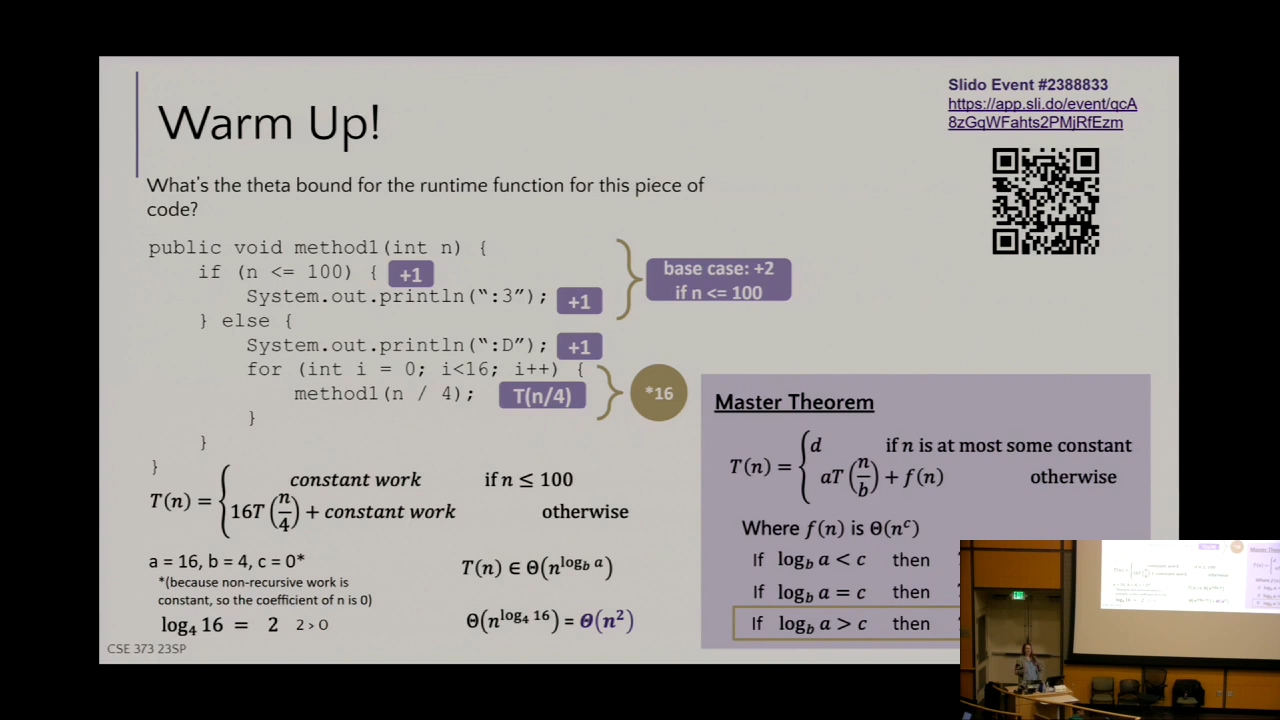 Slido Event #2388833
https://app.sli.do/event/qcA
8zGqWFahts2PMjRfEzm
Warm Up!
What's the theta bound for the runtime function for this piece of
code?
public void method1(int n) {
if (n <= 100) { +1
System.out.println(“:3”); +1
} else {
System.out.println(“:D”); +1
for (int i = 0; i<16; i++) {
method1(n / 4); T(n/4)
}
}
}
base case: +2
if n <= 100
*16
T(n) = { constant work if n ≤ 100
16T(n/4) + constant work otherwise
a = 16, b = 4, c = 0*
*(because non-recursive work is
constant, so the coefficient of n is 0)
log₄ 16 = 2 2 > 0
T(n) ∈ Θ(n^(log_b a))
Θ(n^(log₄ 16)) = Θ(n²)
Master Theorem
T(n) = { d if n is at most some constant
aT(n/b) + f(n) otherwise
Where f(n) is Θ(n^c)
If log_b a < c then
If log_b a = c then
If log_b a > c then
CSE 373 23SP